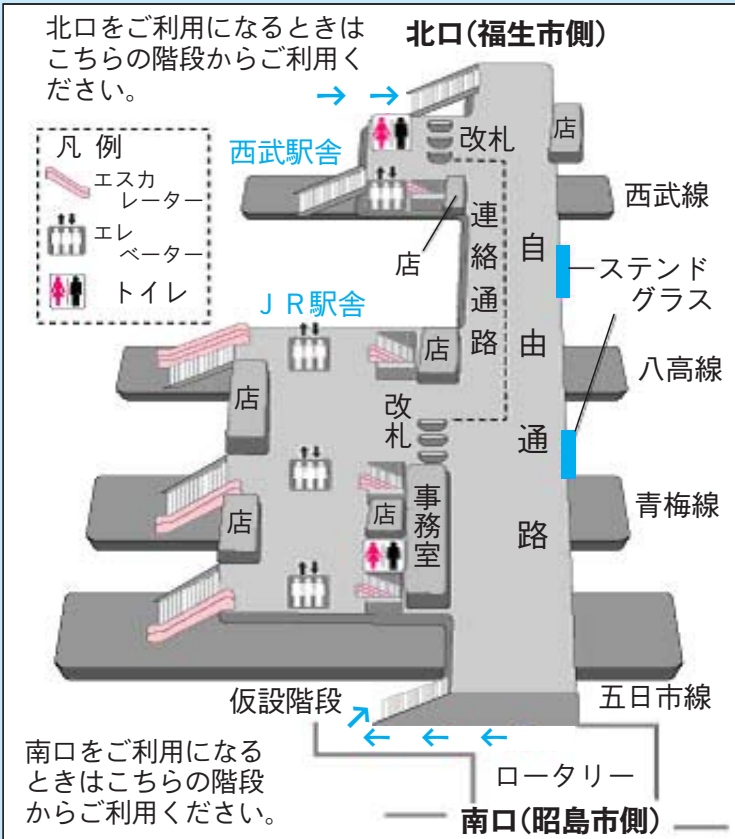 北口をご利用になるときは
こちらの階段からご利用く
ださい。
北口(福生市側)
凡 例
エスカ
レーター
エレ
ベーター
トイレ
西武駅舎
改札
店
西武線
店
連絡通路
自由通路
ステンド
グラス
JR駅舎
店
八高線
店
改札
青梅線
店
店
事務室
五日市線
仮設階段
南口をご利用になる
ときはこちらの階段
からご利用ください。
ロータリー
南口(昭島市側)